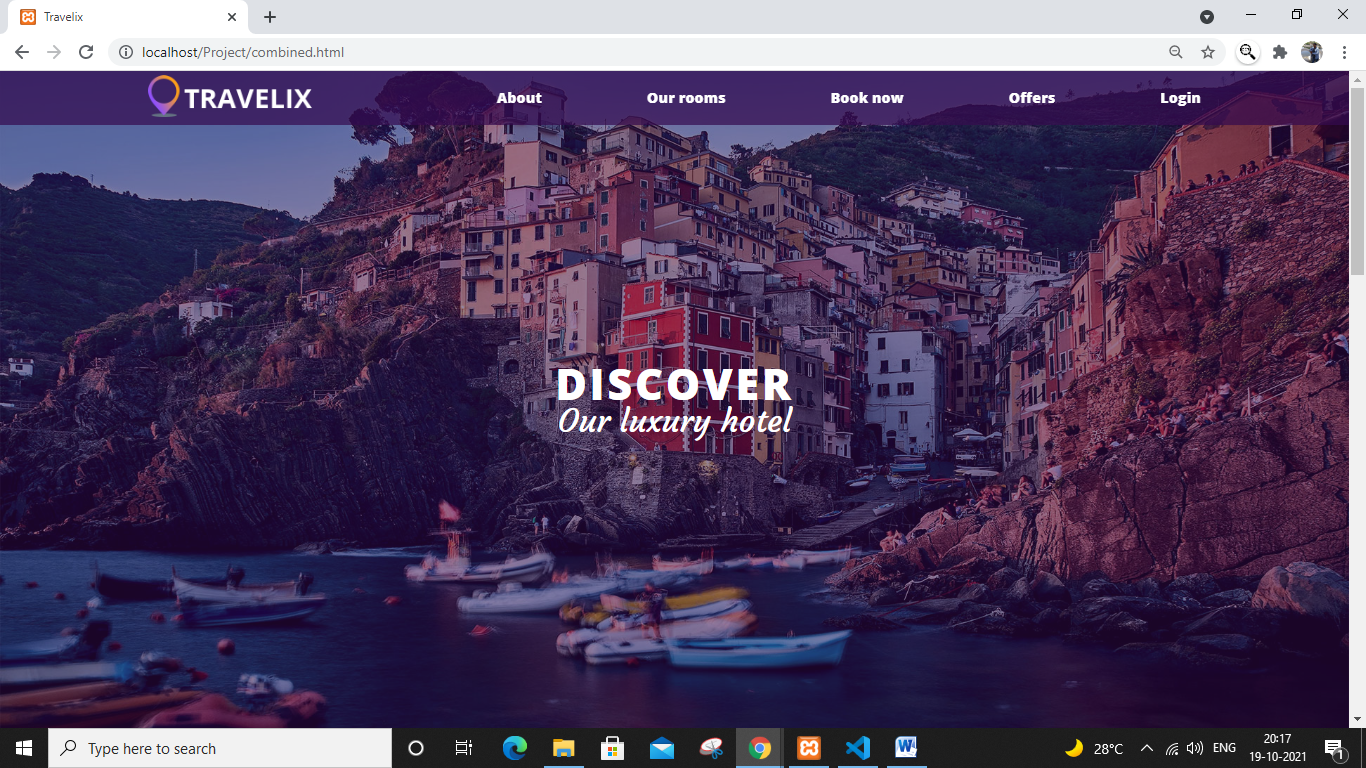 Travelix
localhost/Project/combined.html
TRAVELIX
About
Our rooms
Book now
Offers
Login
DISCOVER
Our luxury hotel
Type here to search
28°C
ENG
20:17
19-10-2021
1